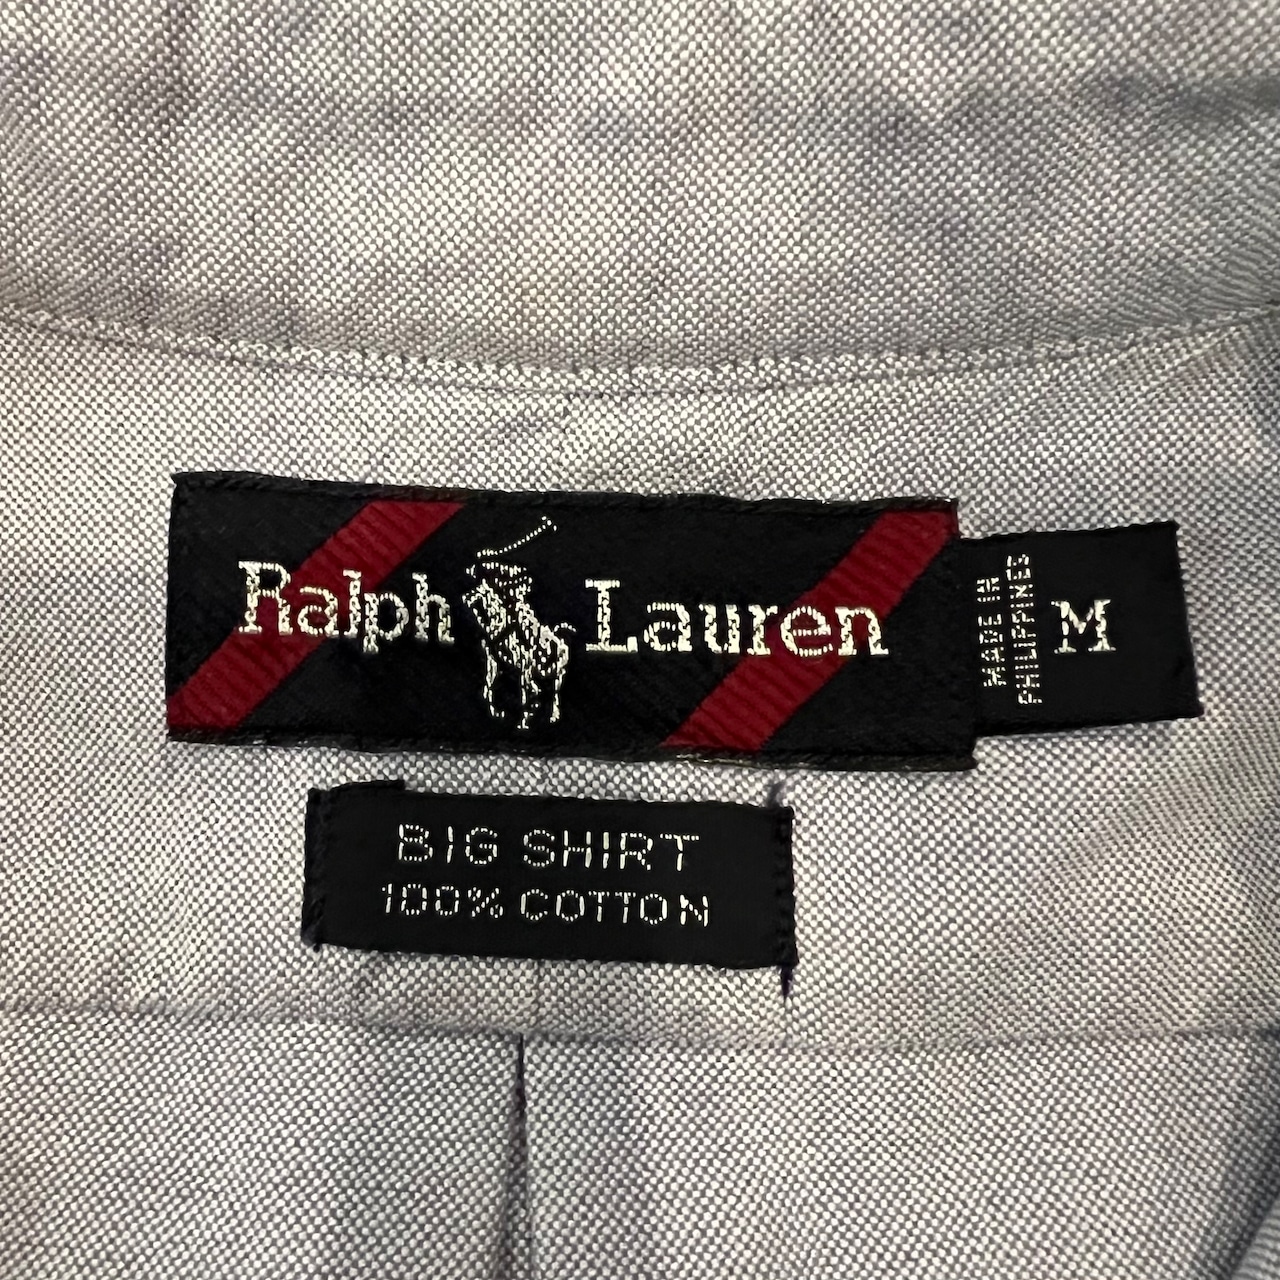 Ralph Lauren
MADE IN
PHILIPPINES
M
BIG SHIRT
100% COTTON